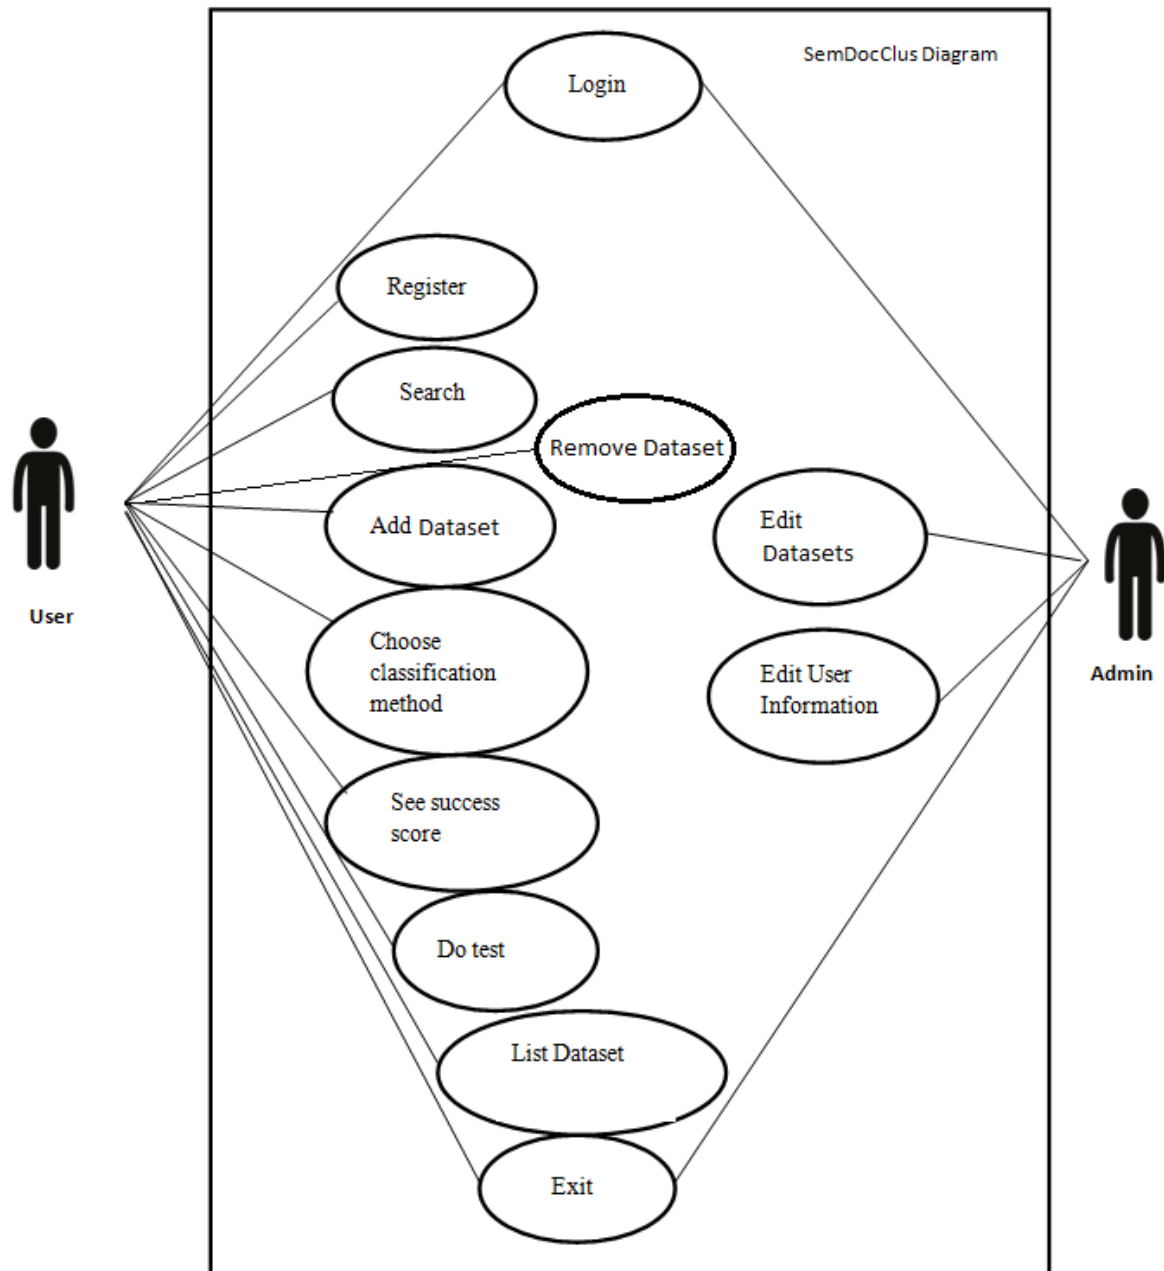 SemDocClus Diagram
Login
Register
Search
Remove Dataset
Add Dataset
Edit
Datasets
User
Choose
classification
method
Edit User
Information
Admin
See success
score
Do test
List Dataset
Exit